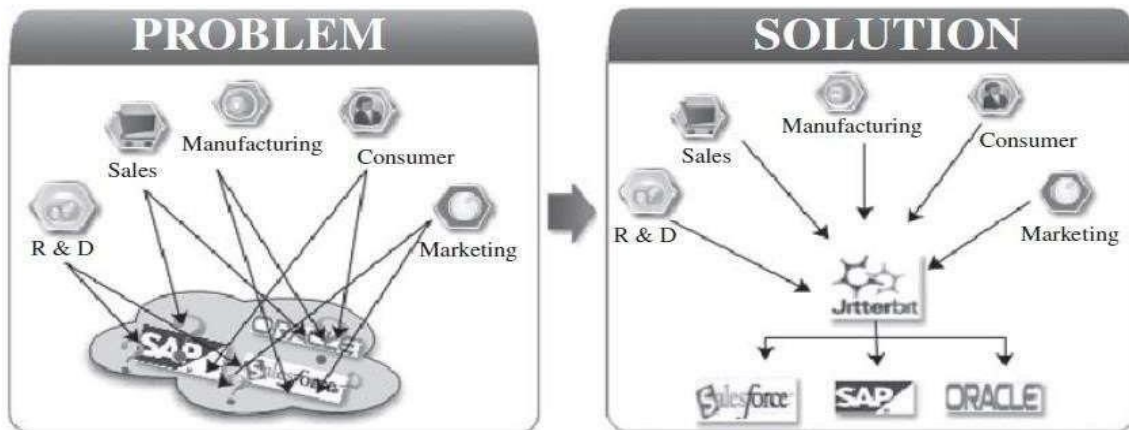 PROBLEM
Sales
Manufacturing
Consumer
R & D
Marketing
SAP
ORACLE
Salesforce
SOLUTION
Manufacturing
Sales
Consumer
R & D
Marketing
Jitterbit
Salesforce
SAP
ORACLE